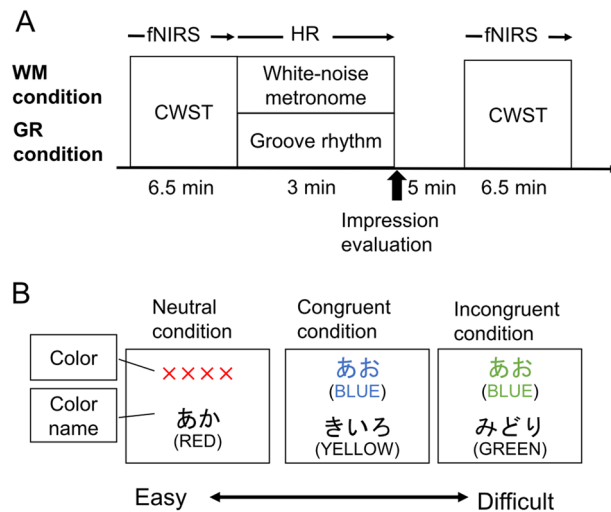 A
fNIRS
HR
fNIRS
WM
condition
GR
condition
CWST
White-noise
metronome
Groove rhythm
CWST
6.5 min
3 min
5 min
6.5 min
Impression
evaluation
B
Neutral
condition
Congruent
condition
Incongruent
condition
Color
Color
name
××××
あか
(RED)
あお
(BLUE)
きいろ
(YELLOW)
あお
(BLUE)
みどり
(GREEN)
Easy
Difficult